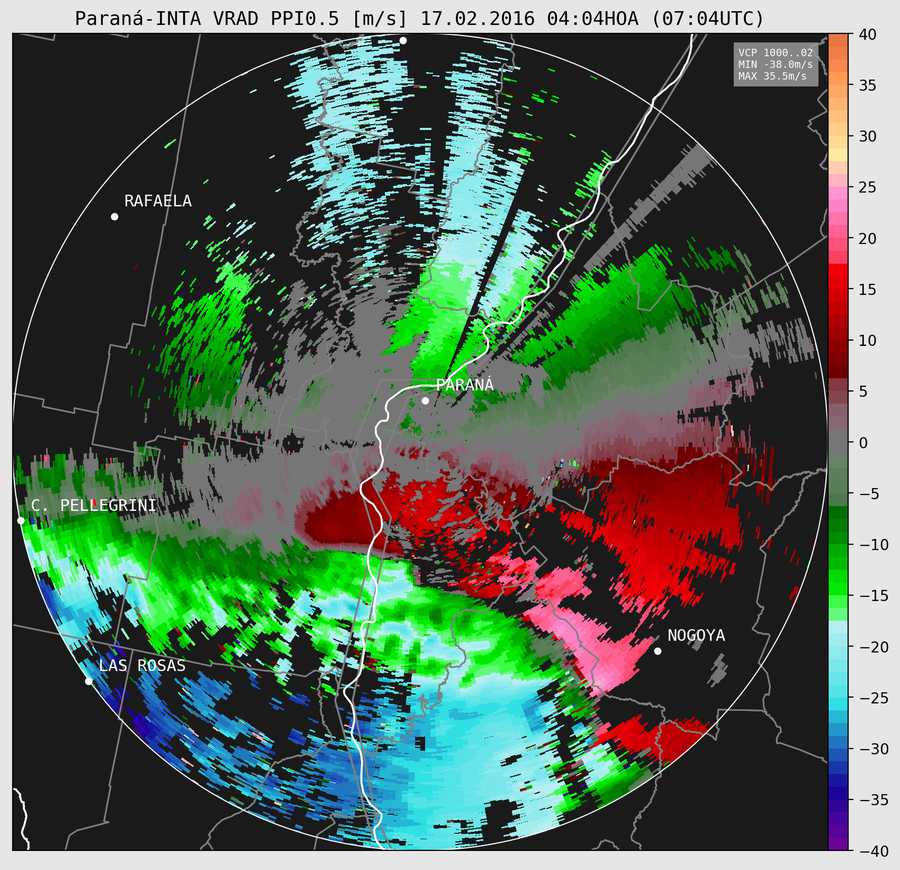 Paraná-INTA VRAD PPI0.5 [m/s] 17.02.2016 04:04HOA (07:04UTC)
VCP 1000..02
MIN -38.0m/s
MAX 35.5m/s
RAFAELA
PARANÁ
C. PELLEGRINI
NOGOYA
LAS ROSAS
40
35
30
25
20
15
10
5
0
−5
−10
−15
−20
−25
−30
−35
−40